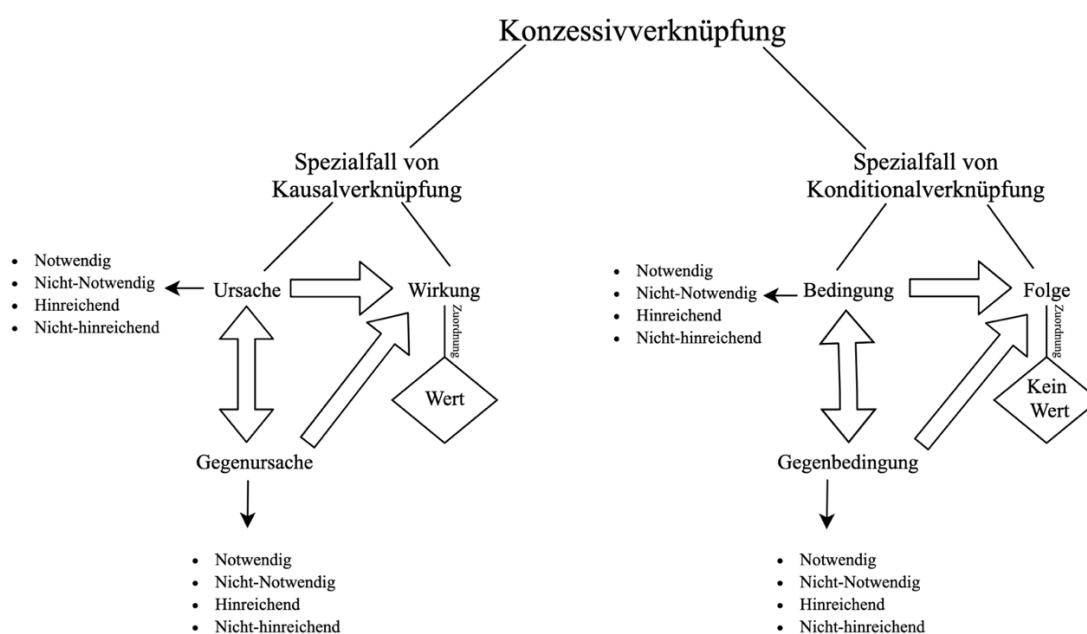 Konzessivverknüpfung
Spezialfall von
Kausalverknüpfung
• Notwendig
• Nicht-Notwendig
• Hinreichend
• Nicht-hinreichend
Ursache
Wirkung
Zuordnung
Wert
Gegenursache
• Notwendig
• Nicht-Notwendig
• Hinreichend
• Nicht-hinreichend
Spezialfall von
Konditionalverknüpfung
• Notwendig
• Nicht-Notwendig
• Hinreichend
• Nicht-hinreichend
Bedingung
Folge
Zuordnung
Kein
Wert
Gegenbedingung
• Notwendig
• Nicht-Notwendig
• Hinreichend
• Nicht-hinreichend